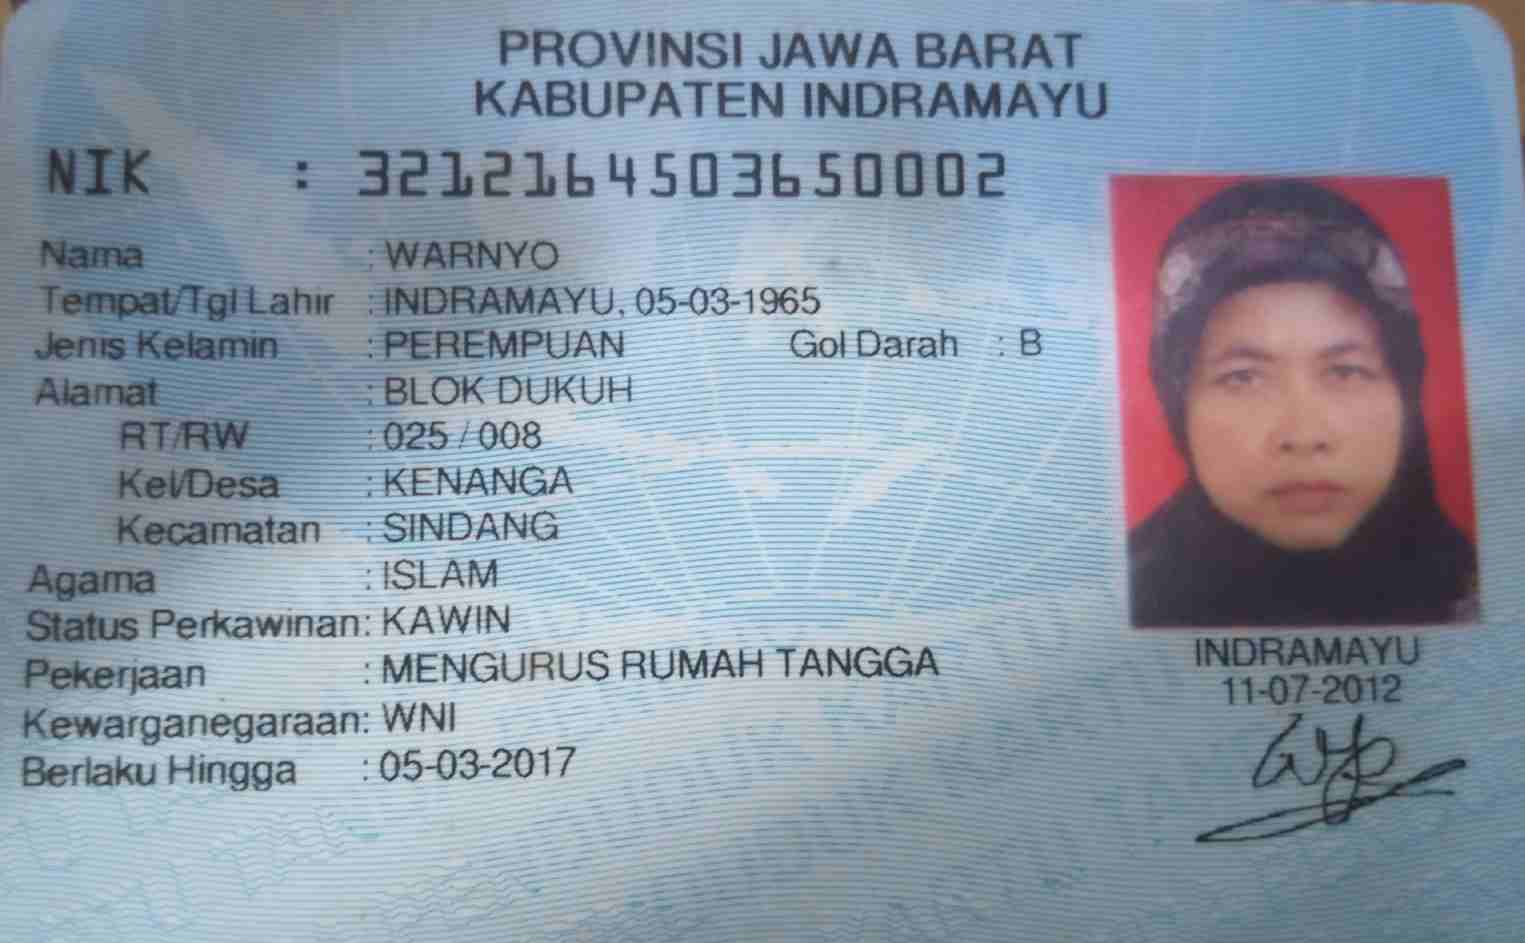 PROVINSI JAWA BARAT
KABUPATEN INDRAMAYU
NIK : 3212164503650002
Nama : WARNYO
Tempat/Tgl Lahir : INDRAMAYU, 05-03-1965
Jenis Kelamin : PEREMPUAN Gol Darah : B
Alamat : BLOK DUKUH
RT/RW : 025 / 008
Kel/Desa : KENANGA
Kecamatan : SINDANG
Agama : ISLAM
Status Perkawinan: KAWIN
Pekerjaan : MENGURUS RUMAH TANGGA
Kewarganegaraan: WNI
Berlaku Hingga : 05-03-2017
INDRAMAYU
11-07-2012